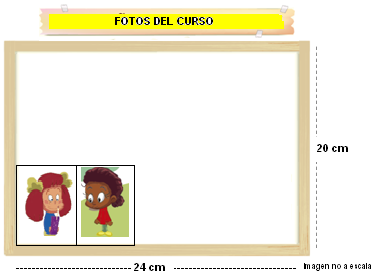 FOTOS DEL CURSO
20 cm
24 cm
Imagen no a escala